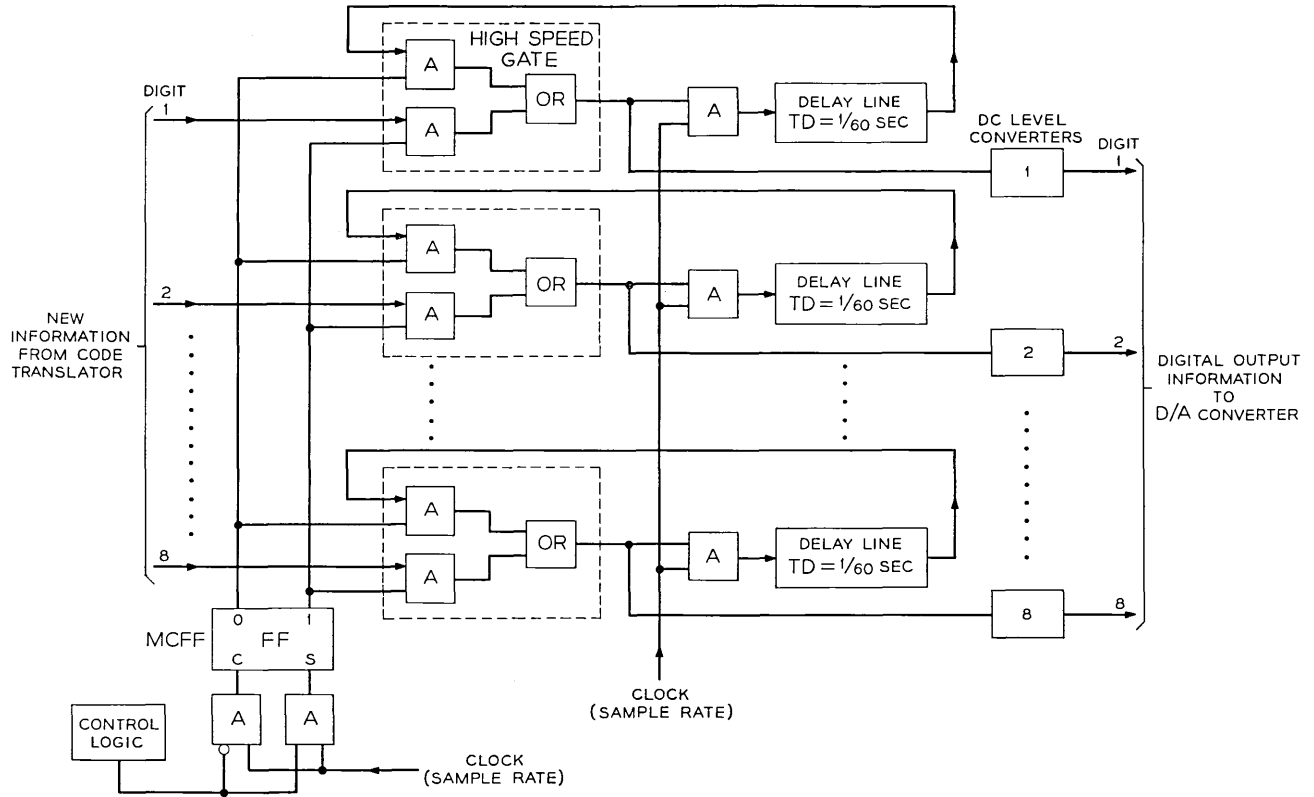 HIGH SPEED
GATE
A
OR
A
DIGIT
1
A
DELAY LINE
TD = 1/60 SEC
DC LEVEL
CONVERTERS
1
DIGIT
1
A
OR
A
2
A
DELAY LINE
TD = 1/60 SEC
2
2
NEW
INFORMATION
FROM CODE
TRANSLATOR
DIGITAL OUTPUT
INFORMATION
TO
D/A CONVERTER
A
OR
A
8
A
DELAY LINE
TD = 1/60 SEC
8
8
MCFF
0 1
FF
C S
A A
CONTROL
LOGIC
CLOCK
(SAMPLE RATE)
CLOCK
(SAMPLE RATE)